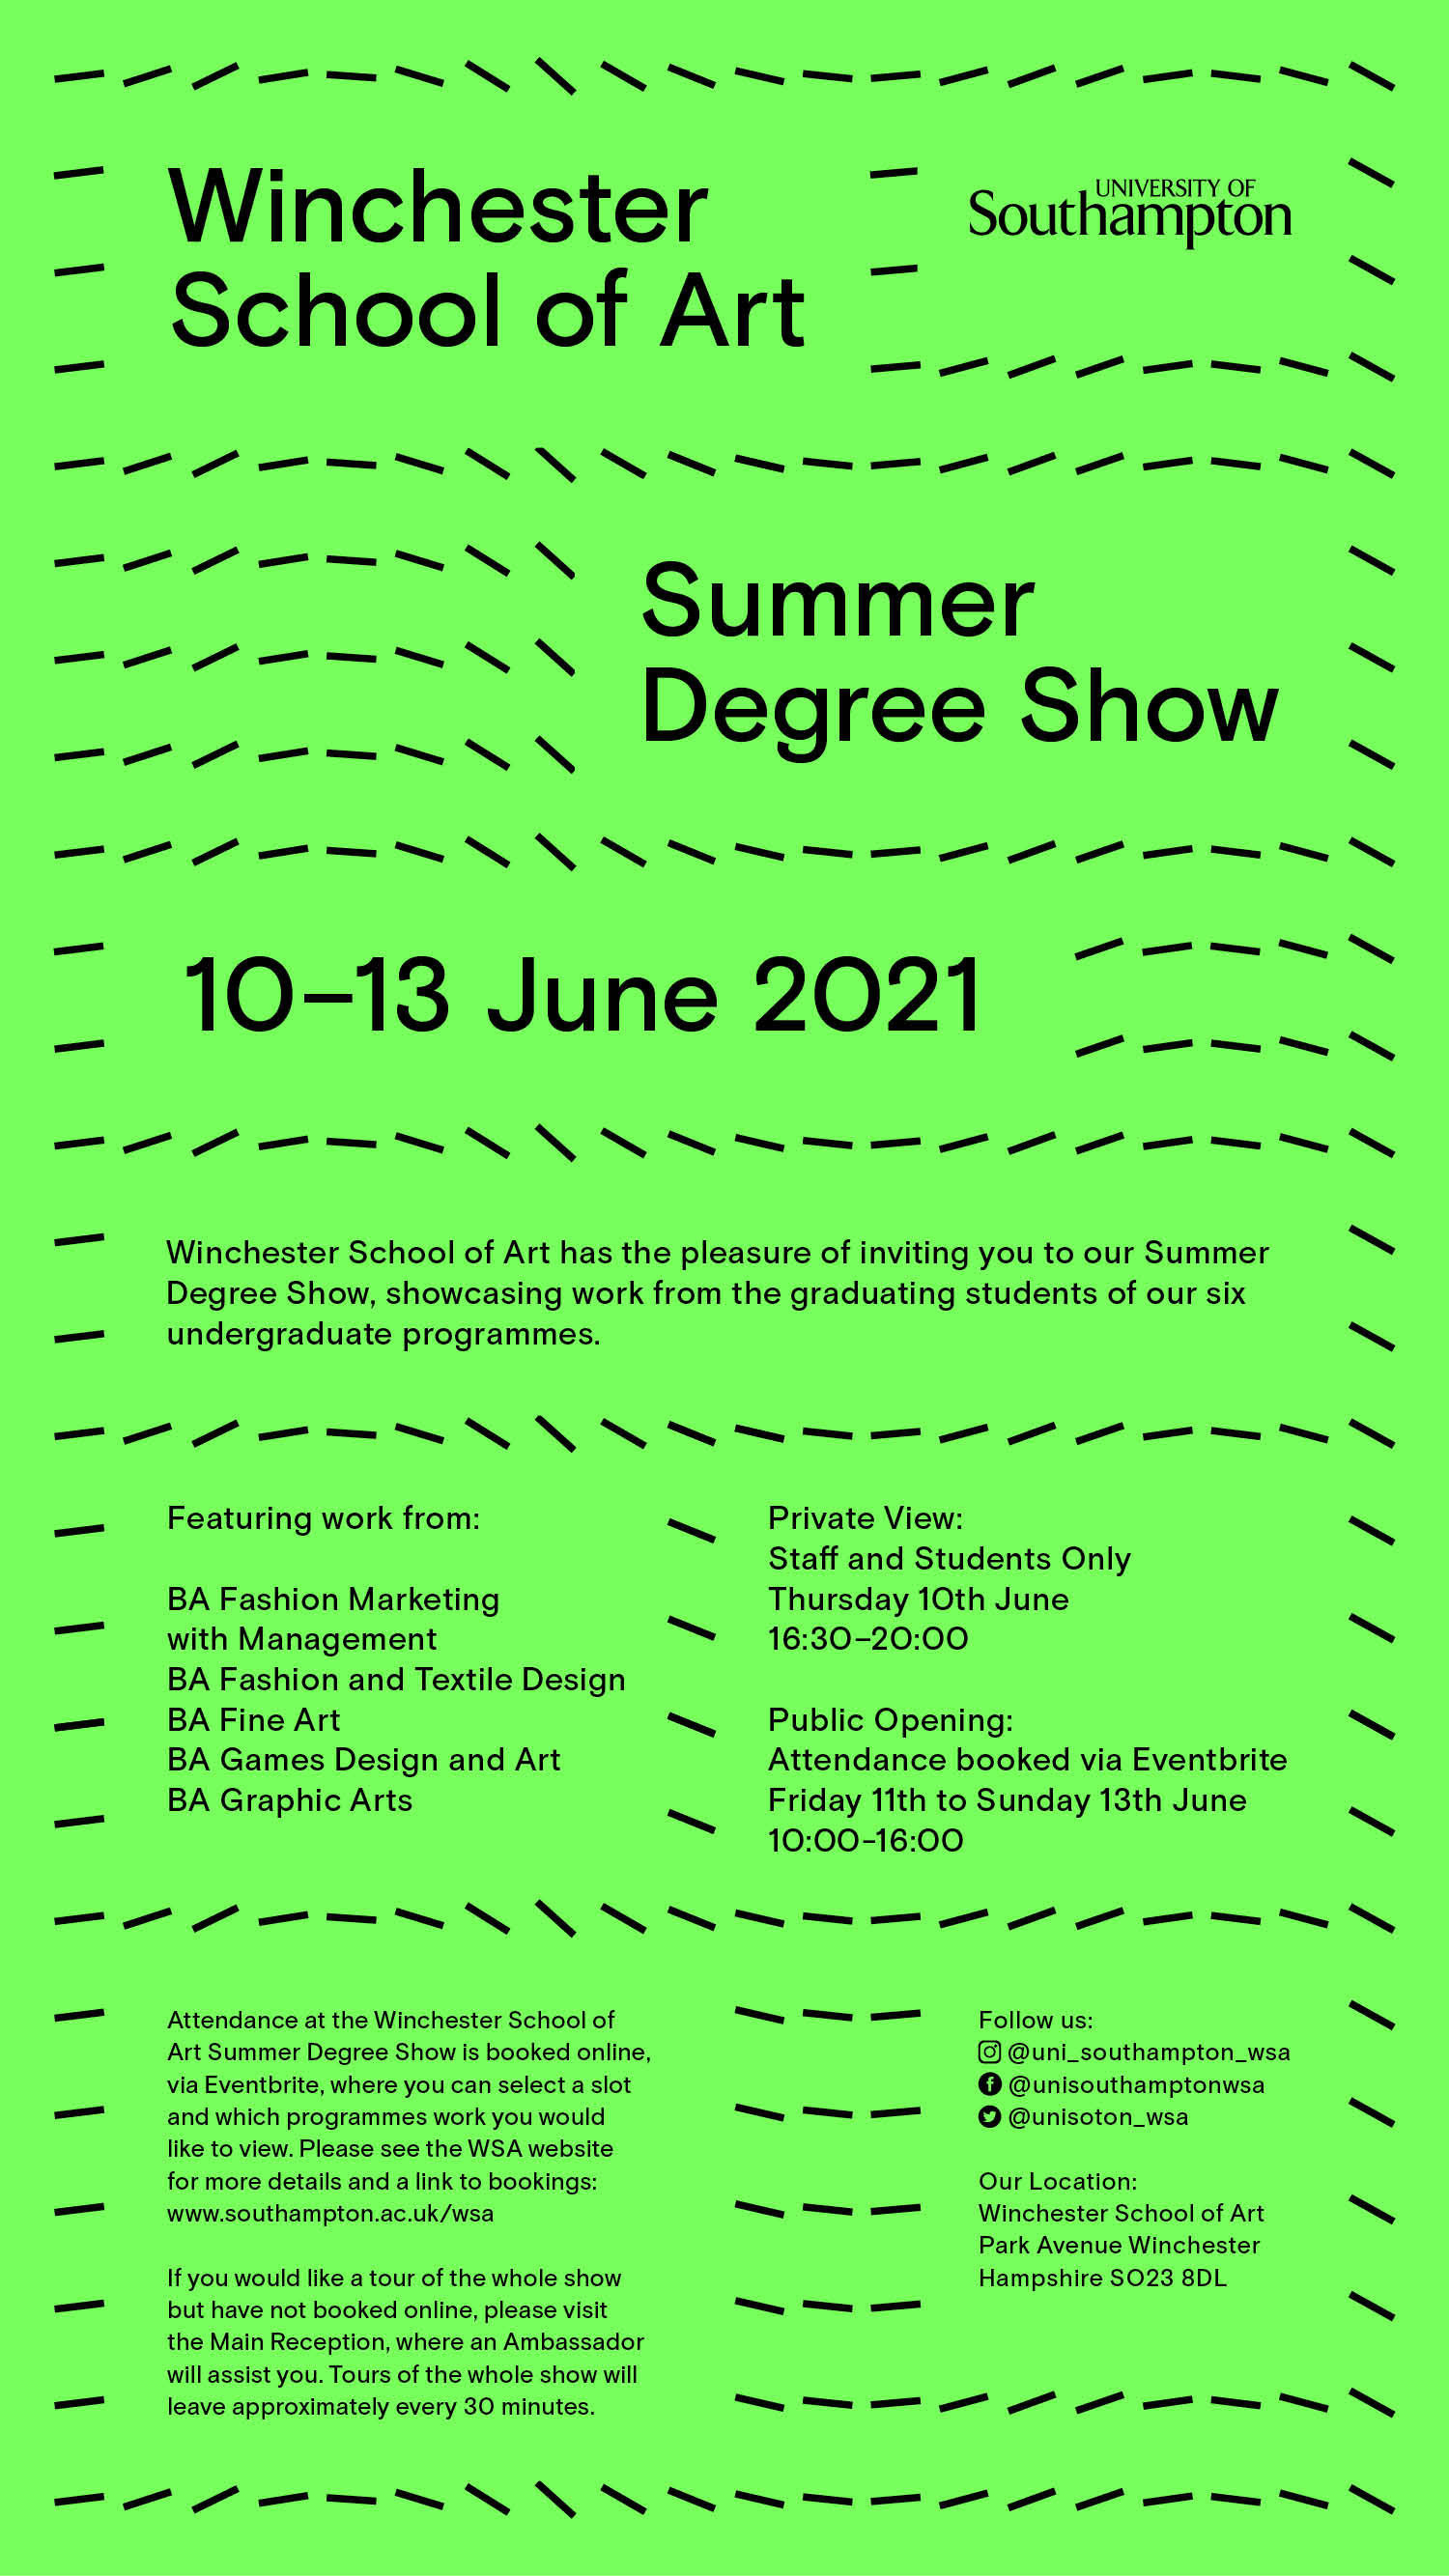 Winchester
School of Art
UNIVERSITY OF
Southampton
Summer
Degree Show
10–13 June 2021
Winchester School of Art has the pleasure of inviting you to our Summer
Degree Show, showcasing work from the graduating students of our six
undergraduate programmes.
Featuring work from:
BA Fashion Marketing
with Management
BA Fashion and Textile Design
BA Fine Art
BA Games Design and Art
BA Graphic Arts
Private View:
Staff and Students Only
Thursday 10th June
16:30–20:00
Public Opening:
Attendance booked via Eventbrite
Friday 11th to Sunday 13th June
10:00-16:00
Attendance at the Winchester School of
Art Summer Degree Show is booked online,
via Eventbrite, where you can select a slot
and which programmes work you would
like to view. Please see the WSA website
for more details and a link to bookings:
www.southampton.ac.uk/wsa
If you would like a tour of the whole show
but have not booked online, please visit
the Main Reception, where an Ambassador
will assist you. Tours of the whole show will
leave approximately every 30 minutes.
Follow us:
@uni_southampton_wsa
@unisouthamptonwsa
@unisoton_wsa
Our Location:
Winchester School of Art
Park Avenue Winchester
Hampshire SO23 8DL